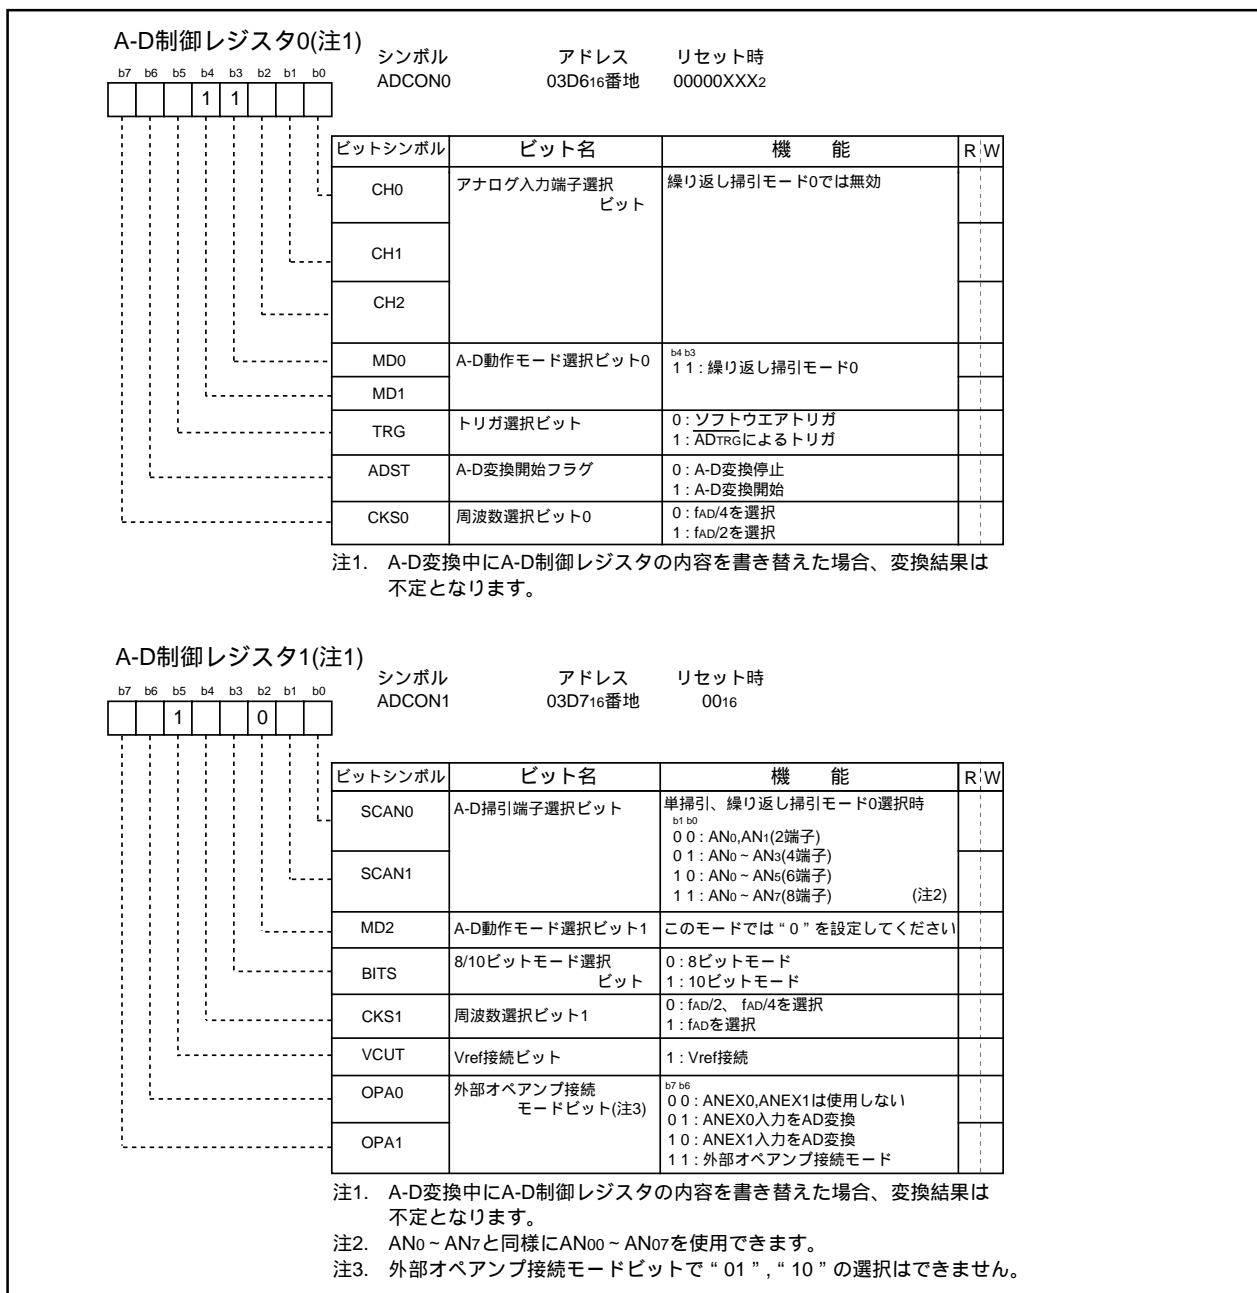 A-D制御レジスタ0(注1)
シンボル アドレス リセット時
ADCON0 03D616番地 00000XXX2
b7 b6 b5 b4 b3 b2 b1 b0
1 1
ビットシンボル ビット名 機 能 R W
CH0 アナログ入力端子選択 繰り返し掃引モード0では無効
ビット
CH1
CH2
MD0 A-D動作モード選択ビット0 b4 b3
1 1 : 繰り返し掃引モード0
MD1
TRG トリガ選択ビット 0 : ソフトウエアトリガ
1 : ADTRGによるトリガ
ADST A-D変換開始フラグ 0 : A-D変換停止
1 : A-D変換開始
CKS0 周波数選択ビット0 0 : fAD/4を選択
1 : fAD/2を選択
注1. A-D変換中にA-D制御レジスタの内容を書き替えた場合、変換結果は
不定となります。
A-D制御レジスタ1(注1)
シンボル アドレス リセット時
ADCON1 03D716番地 0016
b7 b6 b5 b4 b3 b2 b1 b0
1 0
ビットシンボル ビット名 機 能 R W
SCAN0 A-D掃引端子選択ビット 単掃引、繰り返し掃引モード0選択時
b1 b0
0 0 : AN0,AN1(2端子)
0 1 : AN0 ~ AN3(4端子)
SCAN1 1 0 : AN0 ~ AN5(6端子)
1 1 : AN0 ~ AN7(8端子) (注2)
MD2 A-D動作モード選択ビット1 このモードでは “ 0 ” を設定してください
BITS 8/10ビットモード選択 0 : 8ビットモード
ビット 1 : 10ビットモード
CKS1 周波数選択ビット1 0 : fAD/2、 fAD/4を選択
1 : fADを選択
VCUT Vref接続ビット 1 : Vref接続
OPA0 外部オペアンプ接続 b7 b6
モードビット(注3) 0 0 : ANEX0,ANEX1は使用しない
0 1 : ANEX0入力をAD変換
OPA1 1 0 : ANEX1入力をAD変換
1 1 : 外部オペアンプ接続モード
注1. A-D変換中にA-D制御レジスタの内容を書き替えた場合、変換結果は
不定となります。
注2. AN0 ~ AN7と同様にAN00 ~ AN07を使用できます。
注3. 外部オペアンプ接続モードビットで “ 01 ” , “ 10 ” の選択はできません。